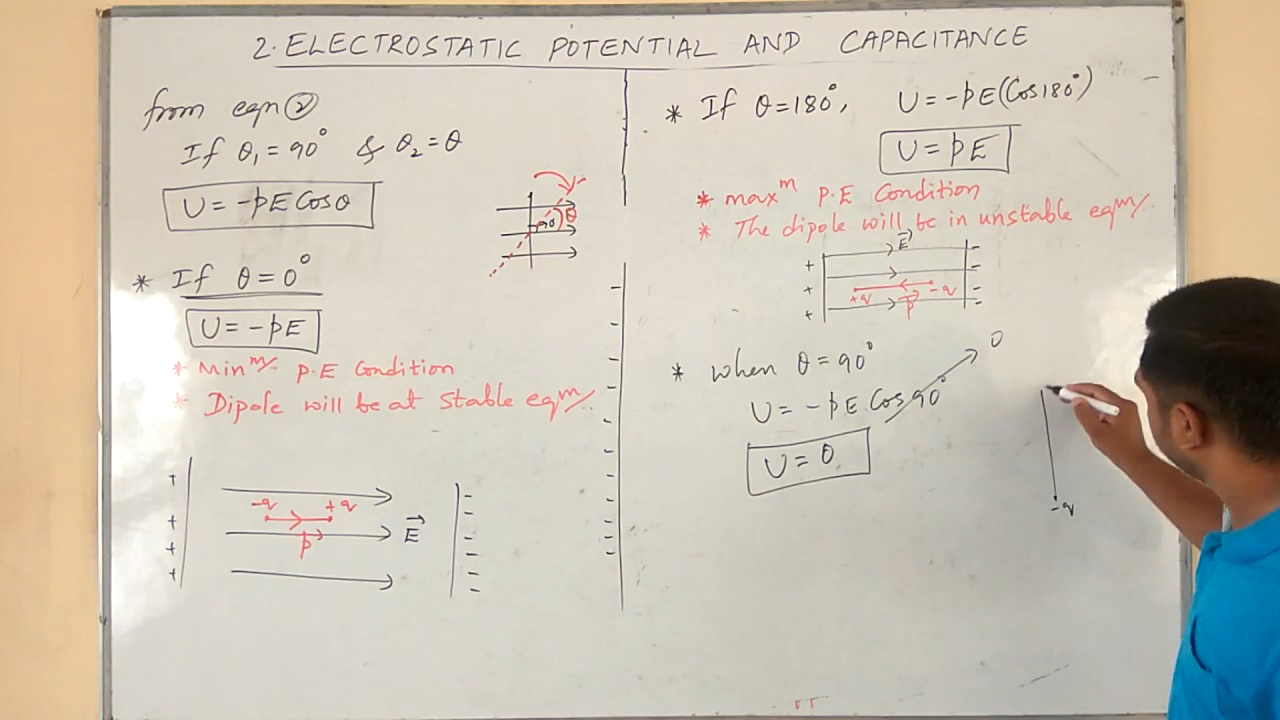 2. ELECTROSTATIC POTENTIAL AND CAPACITANCE
from eqn ②
If θ₁ = 90° & θ₂ = θ
U = -pE Cosθ
90 θ
* If θ = 0°
U = -pE
* Minᵐ/. P.E Condition
* Dipole will be at Stable eqm/.
+ -
-q +q
+ p E⃗ -
+ -
+ -
* If θ = 180°, U = -pE(Cos180°)
U = pE
* maxᵐ P.E Condition
* The dipole will be in unstable eqm/.
E⃗
+ -
+ +q -q -
+ p -
* when θ = 90° 0
U = -pE Cos90°
U = 0
-q